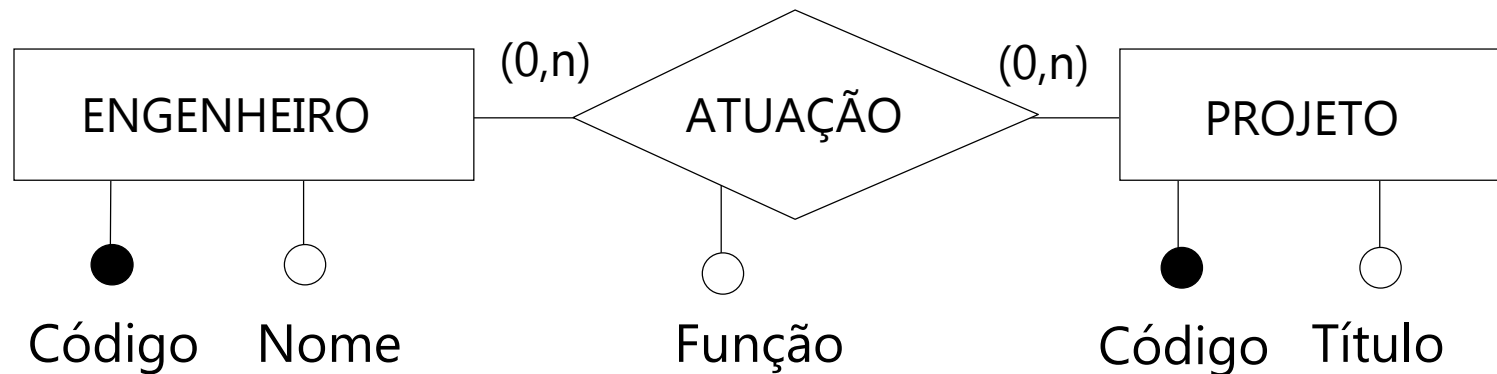 (0,n) (0,n)
ENGENHEIRO ATUAÇÃO PROJETO
Código Nome Função Código Título